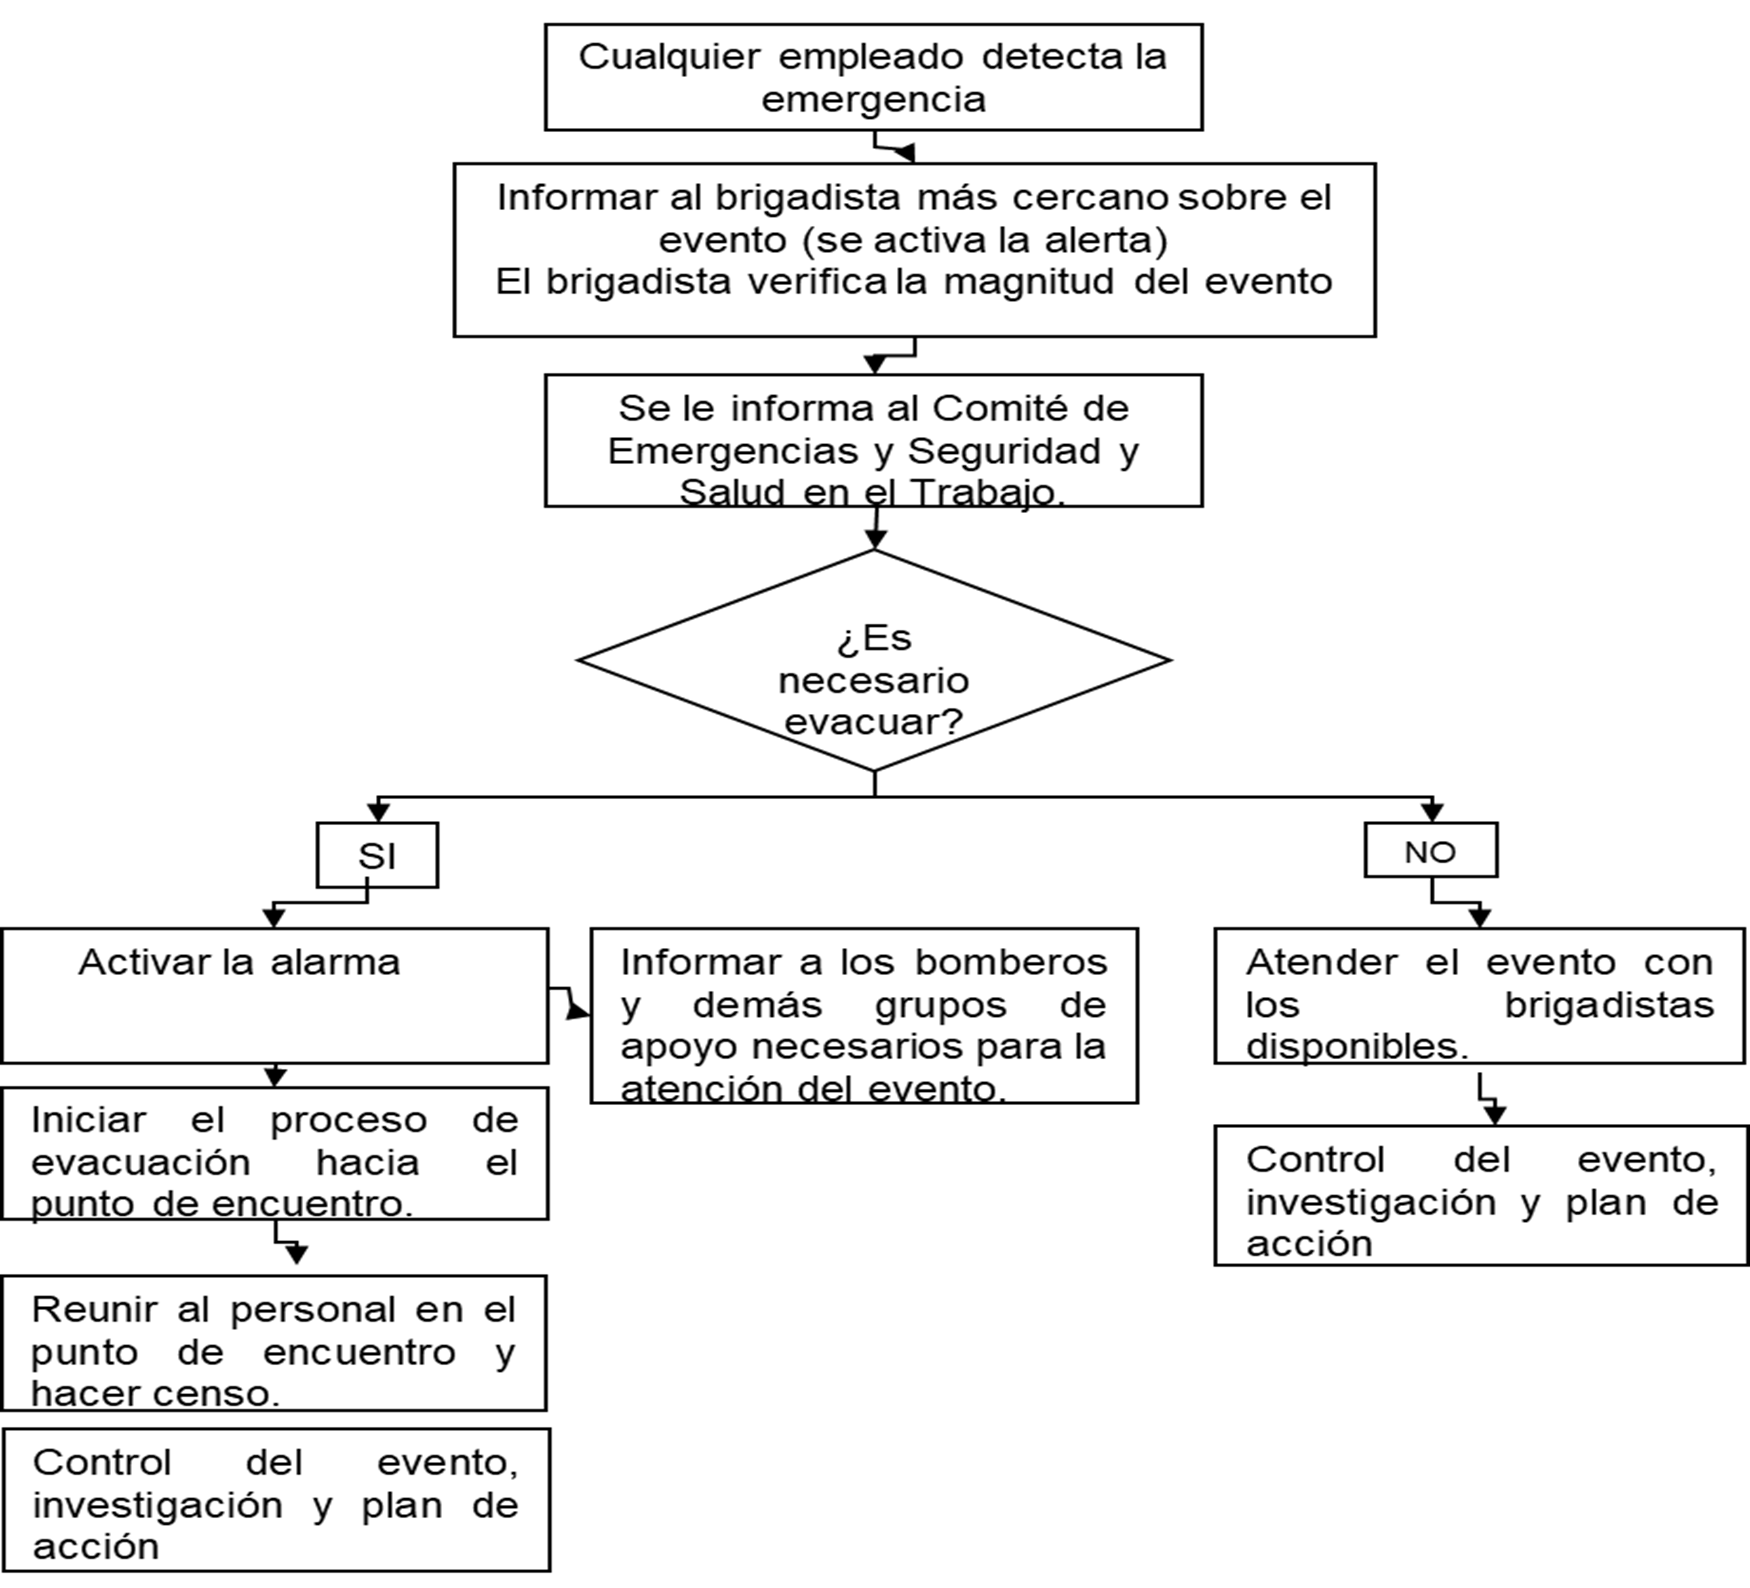 Cualquier empleado detecta la
emergencia
Informar al brigadista más cercano sobre el
evento (se activa la alerta)
El brigadista verifica la magnitud del evento
Se le informa al Comité de
Emergencias y Seguridad y
Salud en el Trabajo.
¿Es
necesario
evacuar?
SI
NO
Activar la alarma
Informar a los bomberos
y demás grupos de
apoyo necesarios para la
atención del evento.
Atender el evento con
los brigadistas
disponibles.
Iniciar el proceso de
evacuación hacia el
punto de encuentro.
Control del evento,
investigación y plan de
acción
Reunir al personal en el
punto de encuentro y
hacer censo.
Control del evento,
investigación y plan de
acción